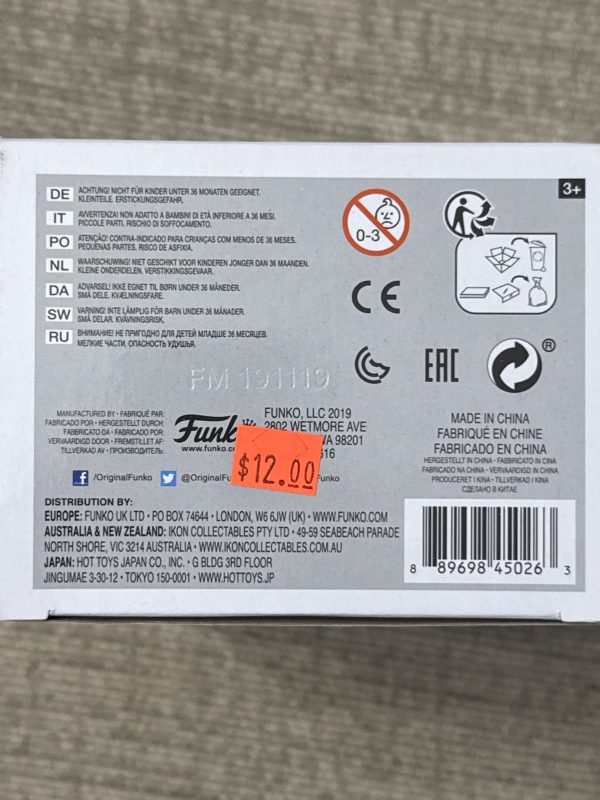 DE ACHTUNG! NICHT FÜR KINDER UNTER 36 MONATEN GEEIGNET.
KLEINTEILE. ERSTICKUNGSGEFAHR.
IT AVVERTENZA! NON ADATTO A BAMBINI DI ETÀ INFERIORE A 36 MESI.
PICCOLE PARTI. RISCHIO DI SOFFOCAMENTO.
PO ATENÇÃO! CONTRA-INDICADO PARA CRIANÇAS COM MENOS DE 36 MESES.
PEQUENAS PARTES. RISCO DE ASFIXIA.
NL WAARSCHUWING! NIET GESCHIKT VOOR KINDEREN JONGER DAN 36 MAANDEN.
KLEINE ONDERDELEN. VERSTIKKINGSGEVAAR.
DA ADVARSEL! IKKE EGNET TIL BØRN UNDER 36 MÅNEDER.
SMÅ DELE. KVÆLNINGSFARE.
SW VARNING! INTE LÄMPLIG FÖR BARN UNDER 36 MÅNADER.
SMÅ DELAR. KVÄVNINGSRISK.
RU ВНИМАНИЕ! НЕ ПРИГОДНО ДЛЯ ДЕТЕЙ МЛАДШЕ 36 МЕСЯЦЕВ.
МЕЛКИЕ ЧАСТИ. ОПАСНОСТЬ УДУШЬЯ.
0-3
3+
CE
EAC
®
FM 191119
MANUFACTURED BY • FABRIQUÉ PAR:
FABRICADO POR • HERGESTELLT DURCH:
FABBRICATO DA • FABRICADO POR:
VERVAARDIGD DOOR • FREMSTILLET AF:
TILLVERKAD AV • ПРОИЗВОДИТЕЛЬ:
Funk
www.funko.
FUNKO, LLC 2019
2802 WETMORE AVE
WA 98201
516
$12.00
f /OriginalFunko
@OriginalFu
Funko
MADE IN CHINA
FABRIQUÉ EN CHINE
FABRICADO EN CHINA
HERGESTELLT IN CHINA • FABBRICATO IN CINA
FABRICADO NA CHINA • VERVAARDIGD IN CHINA
PRODUCERET I KINA • TILLVERKAD I KINA
СДЕЛАНО В КИТАЕ
DISTRIBUTION BY:
EUROPE: FUNKO UK LTD • PO BOX 74644 • LONDON, W6 6JW (UK) • WWW.FUNKO.COM
AUSTRALIA & NEW ZEALAND: IKON COLLECTABLES PTY LTD • 49-59 SEABEACH PARADE
NORTH SHORE, VIC 3214 AUSTRALIA • WWW.IKONCOLLECTABLES.COM.AU
JAPAN: HOT TOYS JAPAN CO., INC. • G BLDG 3RD FLOOR
JINGUMAE 3-30-12 • TOKYO 150-0001 • WWW.HOTTOYS.JP
8 89698 45026 3